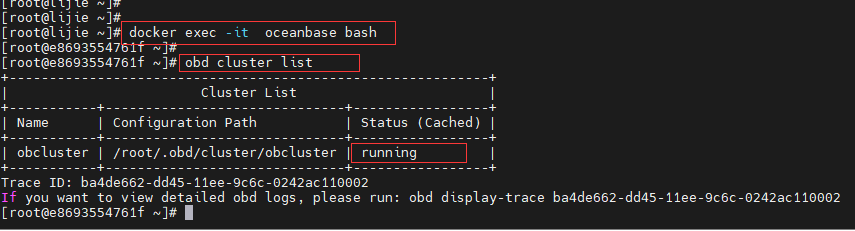 [root@lijie ~]#
[root@lijie ~]#
[root@lijie ~]# docker exec -it  oceanbase bash
[root@e8693554761f ~]#
[root@e8693554761f ~]# obd cluster list
+------------------------------------------------------------+
|                        Cluster List                        |
+-----------+------------------------------+-----------------+
| Name      | Configuration Path           | Status (Cached) |
+-----------+------------------------------+-----------------+
| obcluster | /root/.obd/cluster/obcluster | running         |
+-----------+------------------------------+-----------------+
Trace ID: ba4de662-dd45-11ee-9c6c-0242ac110002
If you want to view detailed obd logs, please run: obd display-trace ba4de662-dd45-11ee-9c6c-0242ac110002
[root@e8693554761f ~]#